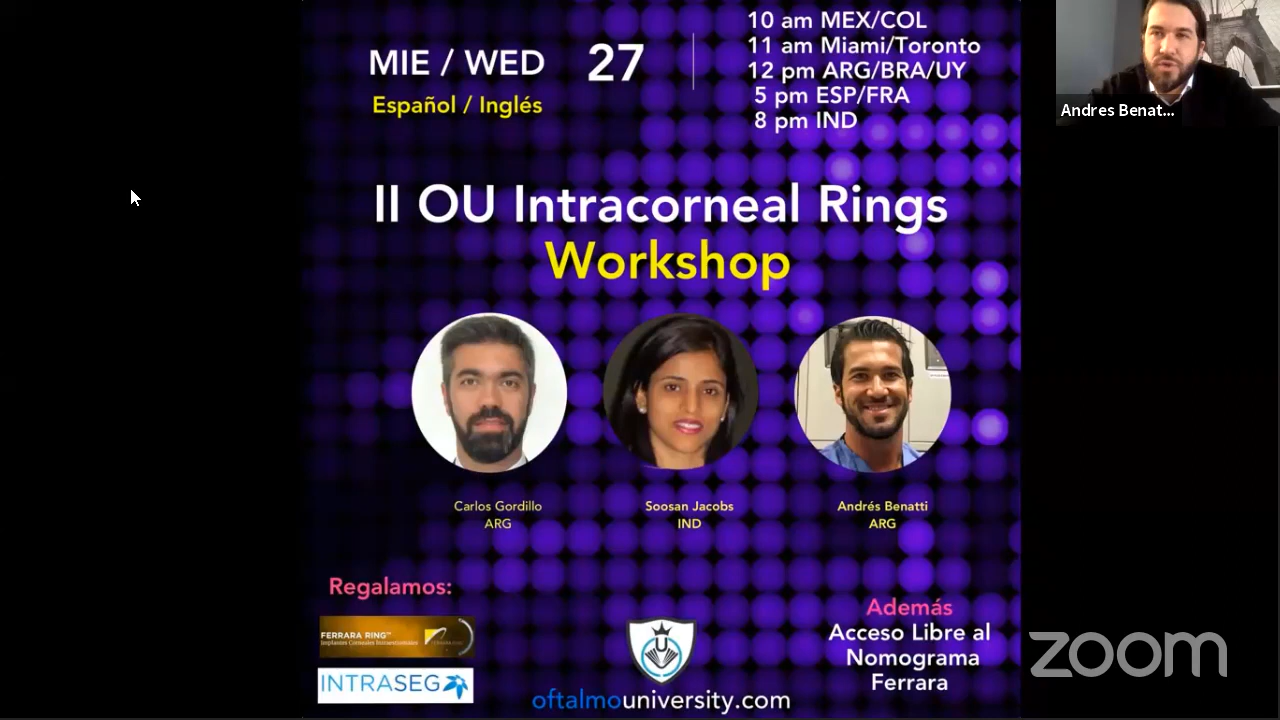 MIE / WED 27
Español / Inglés
10 am MEX/COL
11 am Miami/Toronto
12 pm ARG/BRA/UY
5 pm ESP/FRA
8 pm IND
Andres Benat...
II OU Intracorneal Rings
Workshop
Carlos Gordillo
ARG
Soosan Jacobs
IND
Andrés Benatti
ARG
Regalamos:
FERRARA RING™
INTRASEG
U
oftalmouniversity.com
Además
Acceso Libre al
Nomograma
Ferrara
zoom